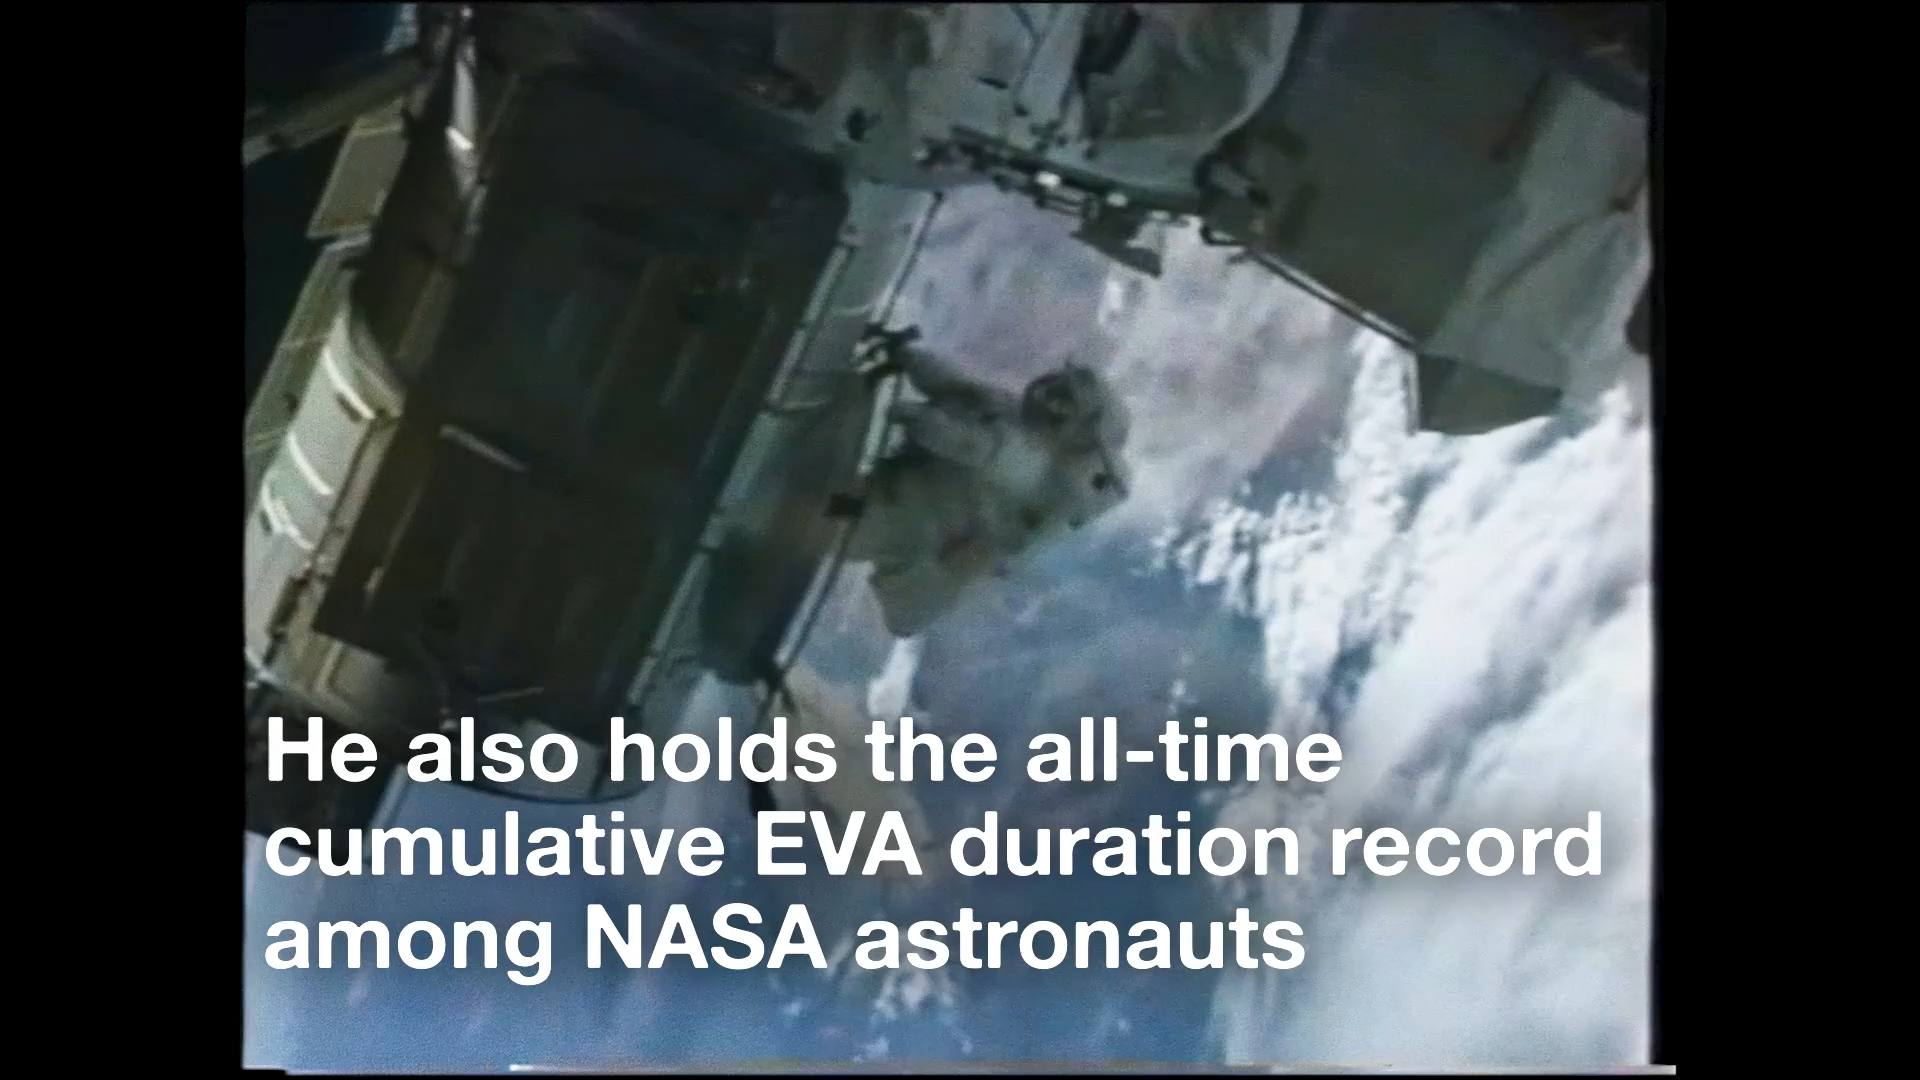 He also holds the all-time
cumulative EVA duration record
among NASA astronauts